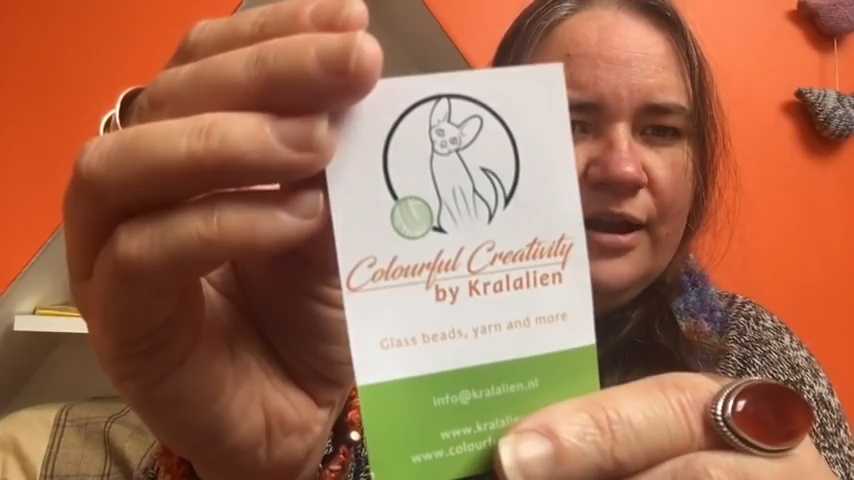 Colourful Creativity
by Kralalien
Glass beads, yarn and more
info@kralalien.nl